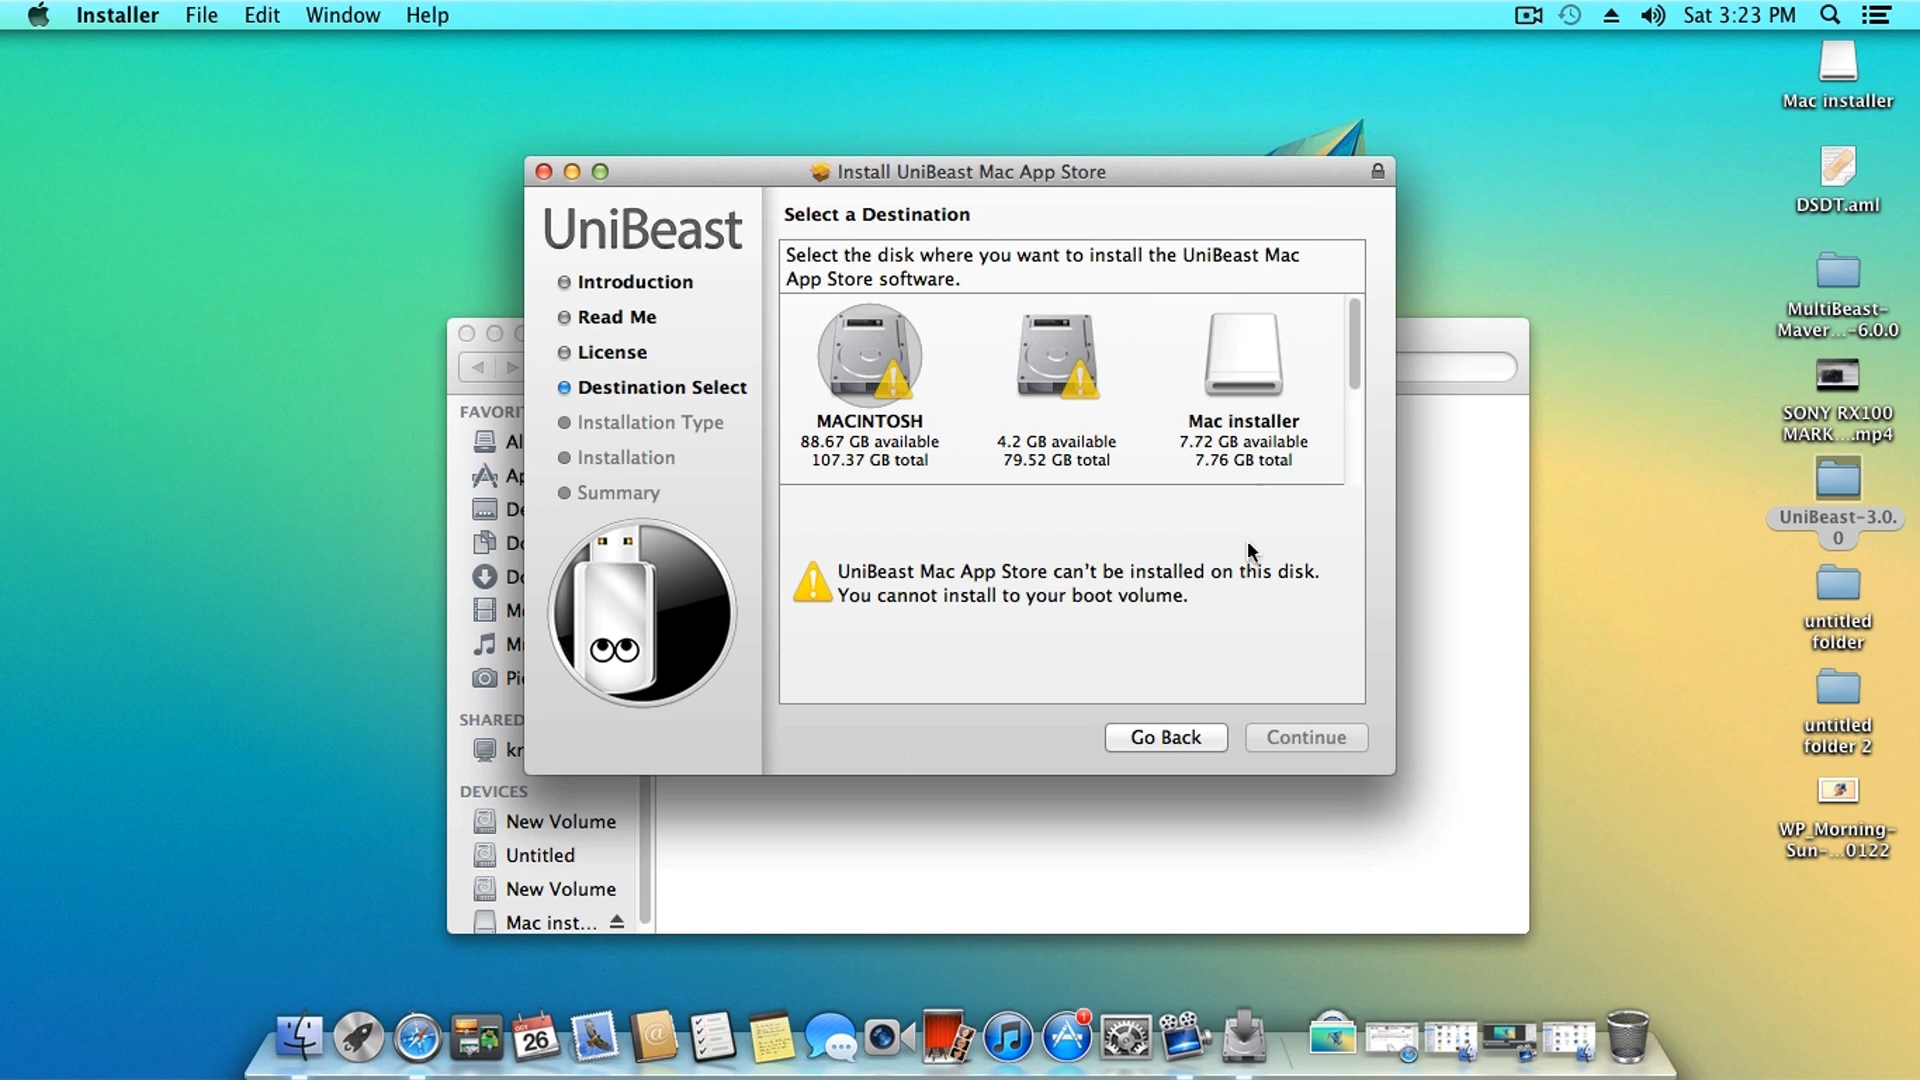 Installer File Edit Window Help
Sat 3:23 PM
Install UniBeast Mac App Store
UniBeast
Introduction
Read Me
License
Destination Select
Installation Type
Installation
Summary
Select a Destination
Select the disk where you want to install the UniBeast Mac
App Store software.
MACINTOSH
88.67 GB available
107.37 GB total
4.2 GB available
79.52 GB total
Mac installer
7.72 GB available
7.76 GB total
UniBeast Mac App Store can't be installed on this disk.
You cannot install to your boot volume.
Go Back
Continue
FAVORI
Al
Ap
De
Do
Do
M
M
Pi
SHARED
kr
DEVICES
New Volume
Untitled
New Volume
Mac inst...
Mac installer
DSDT.aml
MultiBeast-
Maver...-6.0.0
SONY RX100
MARK....mp4
UniBeast-3.0.
0
untitled
folder
untitled
folder 2
WP_Morning-
Sun-...0122
OCT
26
1